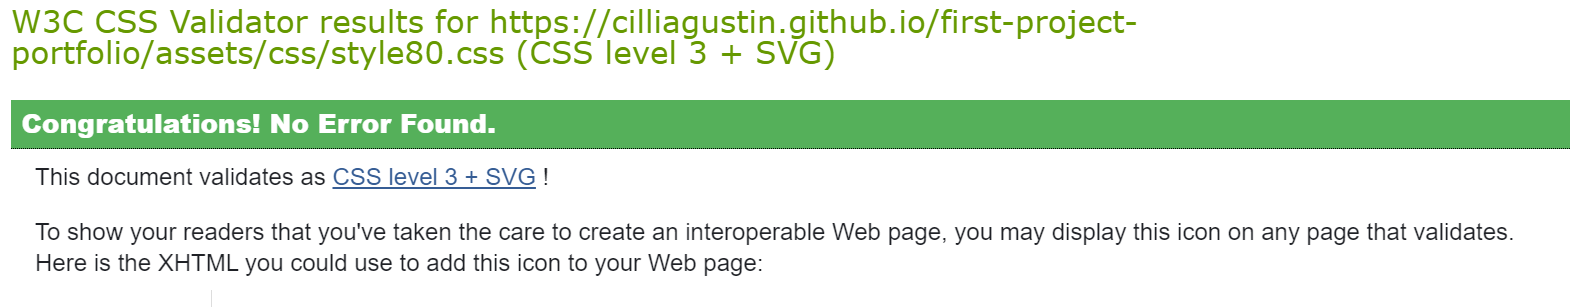 W3C CSS Validator results for https://cilliagustin.github.io/first-project-
portfolio/assets/css/style80.css (CSS level 3 + SVG)
Congratulations! No Error Found.
This document validates as CSS level 3 + SVG !
To show your readers that you've taken the care to create an interoperable Web page, you may display this icon on any page that validates.
Here is the XHTML you could use to add this icon to your Web page: